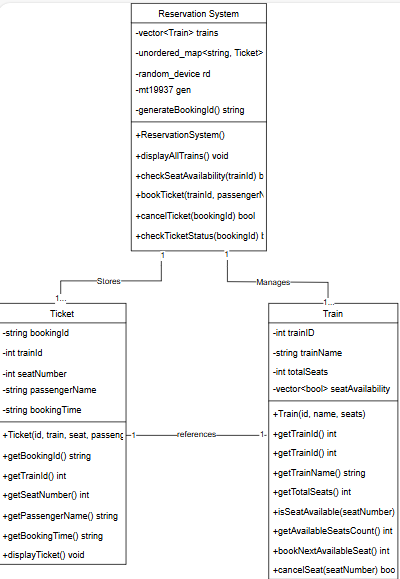 Reservation System
-vector<Train> trains
-unordered_map<string, Ticket>
-random_device rd
-mt19937 gen
-generateBookingId() string
+ReservationSystem()
+displayAllTrains() void
+checkSeatAvailability(trainId) b
+bookTicket(trainId, passengerN
+cancelTicket(bookingId) bool
+checkTicketStatus(bookingId) b
1
1
Stores
Manages
1...
1...
Ticket
-string bookingId
-int trainId
-int seatNumber
-string passengerName
-string bookingTime
+Ticket(id, train, seat, passeng
+getBookingId() string
+getTrainId() int
+getSeatNumber() int
+getPassengerName() string
+getBookingTime() string
+displayTicket() void
1
references
1
Train
-int trainID
-string trainName
-int totalSeats
-vector<bool> seatAvailability
+Train(id, name, seats)
+getTrainId() int
+getTrainId() int
+getTrainName() string
+getTotalSeats() int
+isSeatAvailable(seatNumber)
+getAvailableSeatsCount() int
+bookNextAvailableSeat() int
+cancelSeat(seatNumber) boo